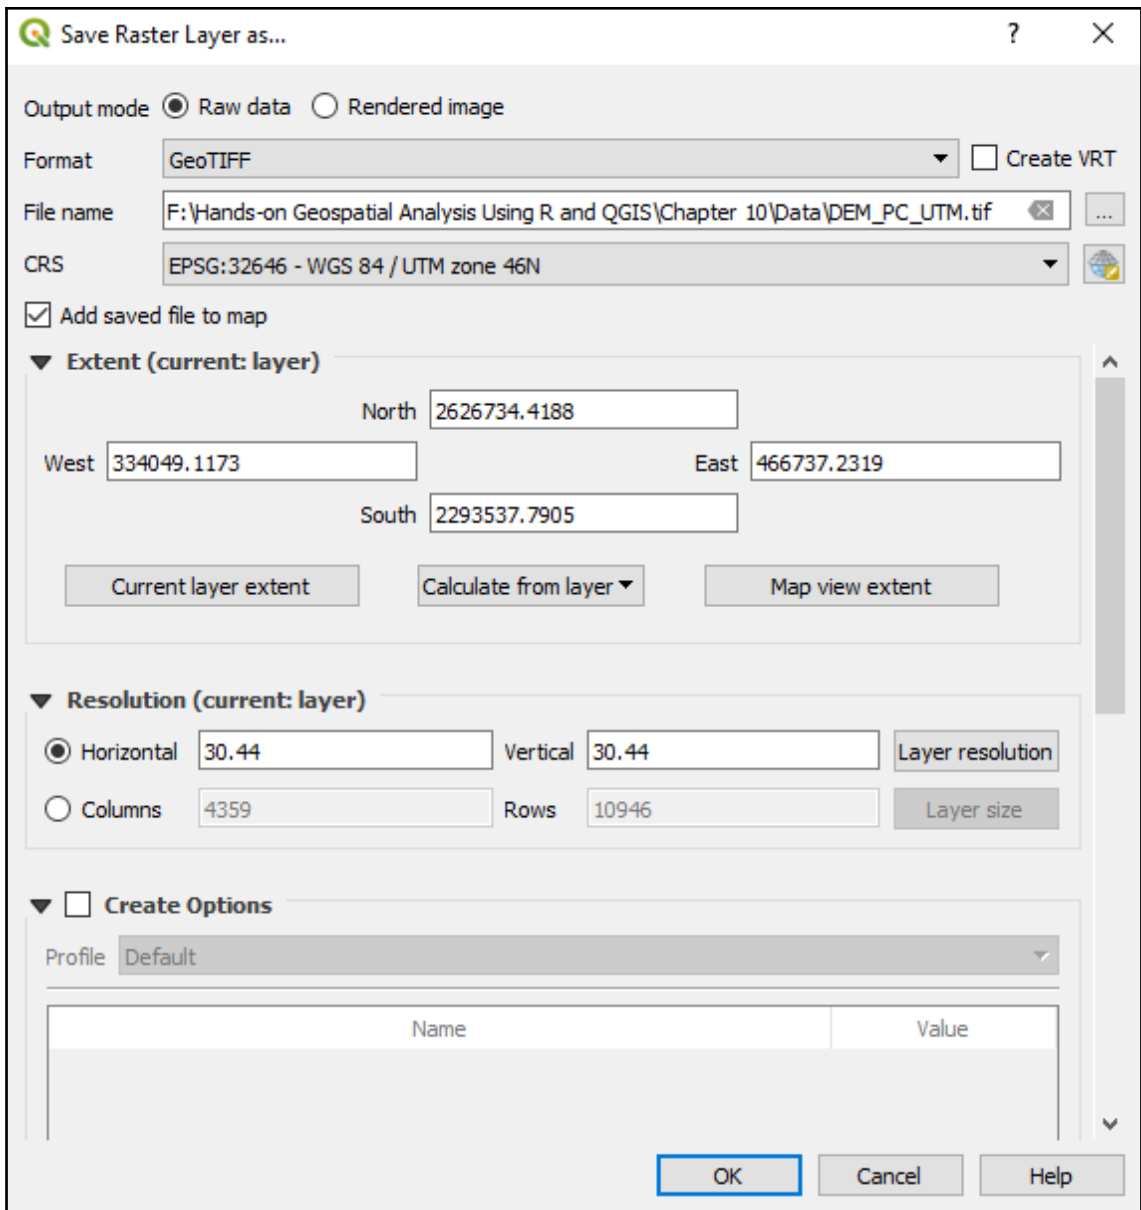 Save Raster Layer as...
?
Output mode Raw data Rendered image
Format GeoTIFF Create VRT
File name F:\Hands-on Geospatial Analysis Using R and QGIS\Chapter 10\Data\DEM_PC_UTM.tif ...
CRS EPSG:32646 - WGS 84 / UTM zone 46N
Add saved file to map
Extent (current: layer)
North 2626734.4188
West 334049.1173 East 466737.2319
South 2293537.7905
Current layer extent Calculate from layer Map view extent
Resolution (current: layer)
Horizontal 30.44 Vertical 30.44 Layer resolution
Columns 4359 Rows 10946 Layer size
Create Options
Profile Default
Name Value
OK Cancel Help